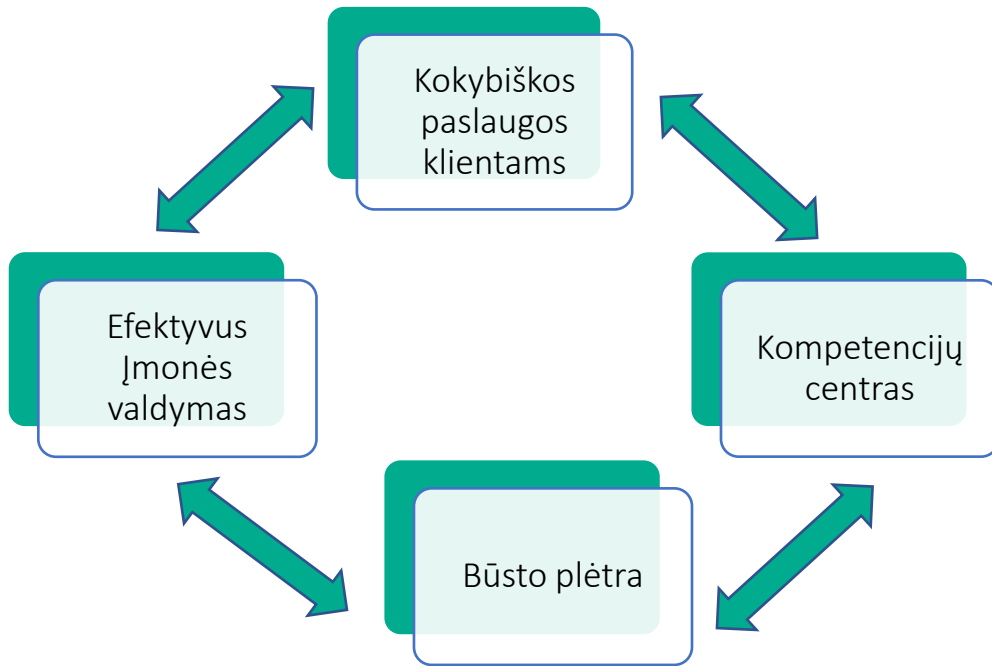 Kokybiškos
paslaugos
klientams
Efektyvus
Įmonės
valdymas
Kompetencijų
centras
Būsto plėtra